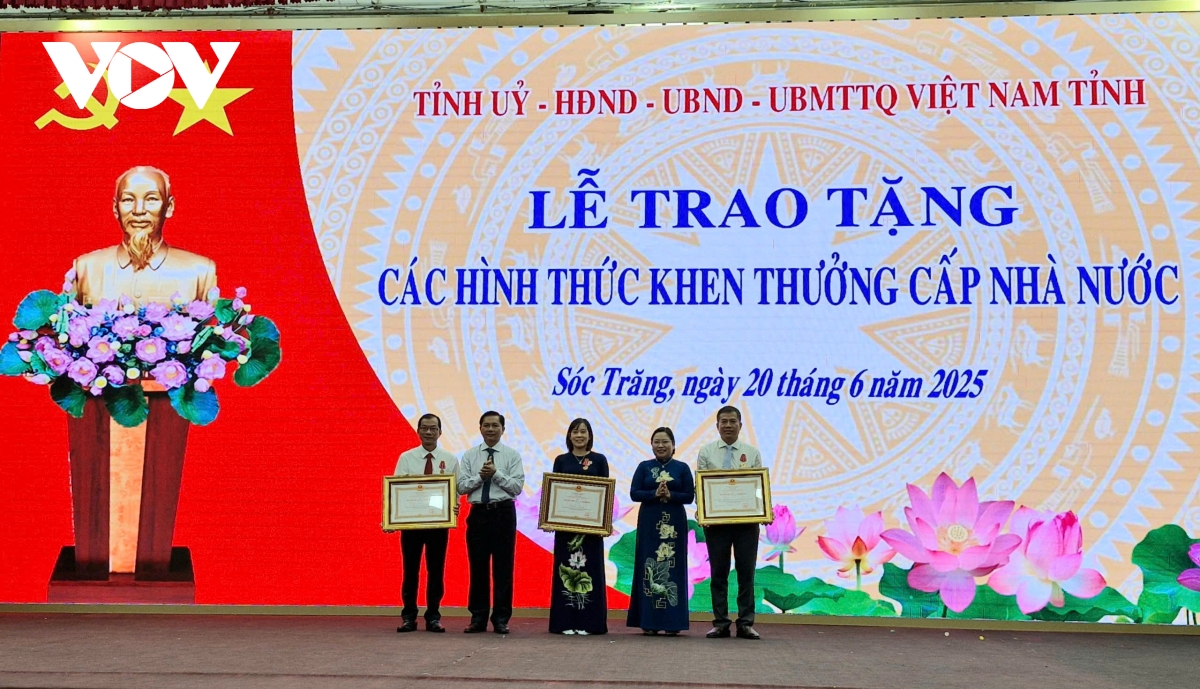 VOV
TỈNH UỶ - HĐND - UBND - UBMTTQ VIỆT NAM TỈNH
LỄ TRAO TẶNG
CÁC HÌNH THỨC KHEN THƯỞNG CẤP NHÀ NƯỚC
Sóc Trăng, ngày 20 tháng 6 năm 2025